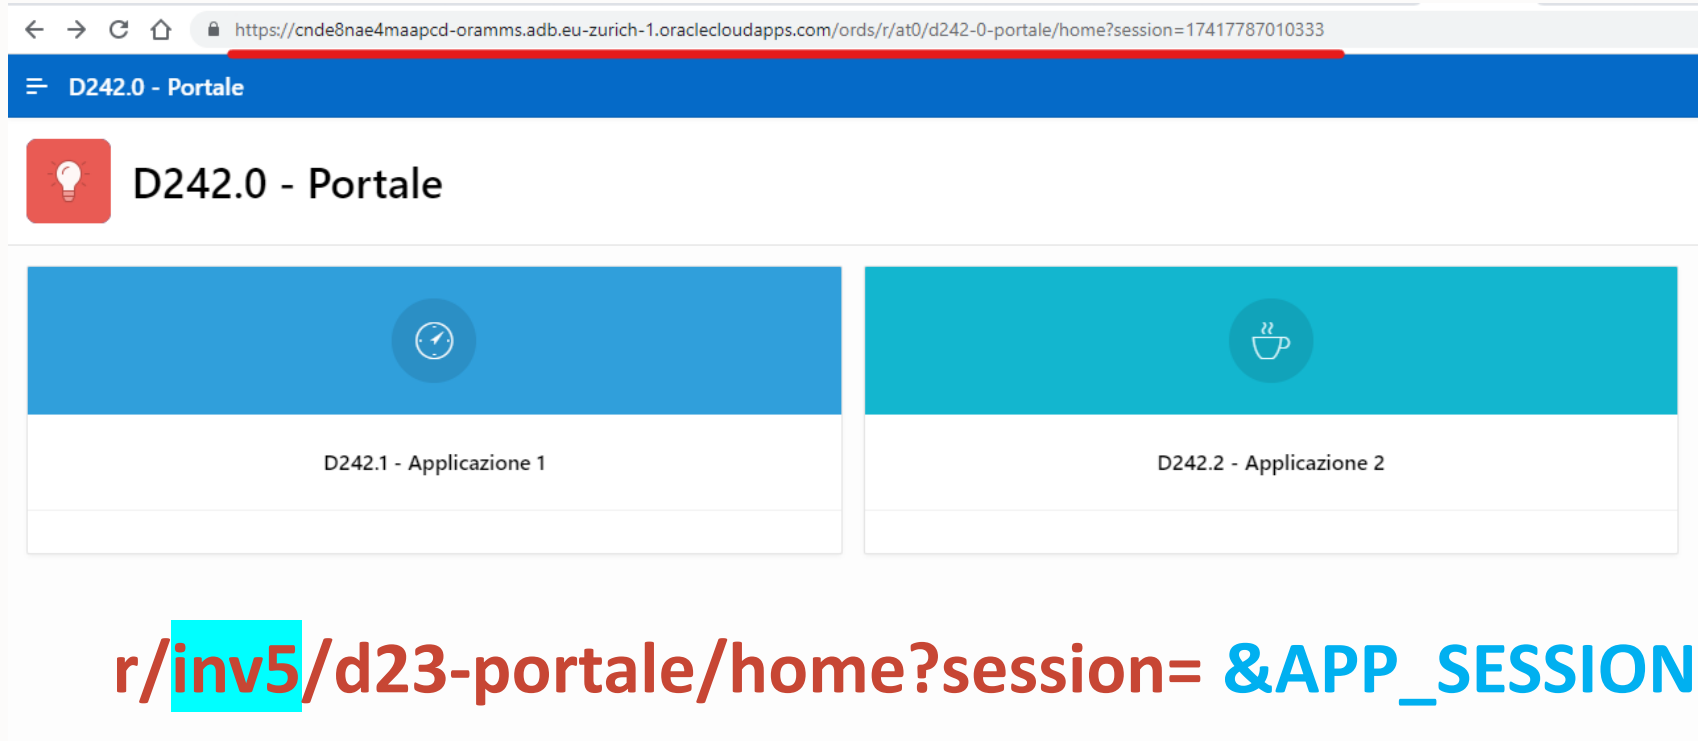 https://cnde8nae4maapcd-oramms.adb.eu-zurich-1.oraclecloudapps.com/ords/r/at0/d242-0-portale/home?session=17417787010333
D242.0 - Portale
D242.0 - Portale
D242.1 - Applicazione 1
D242.2 - Applicazione 2
r/inv5/d23-portale/home?session= &APP_SESSION